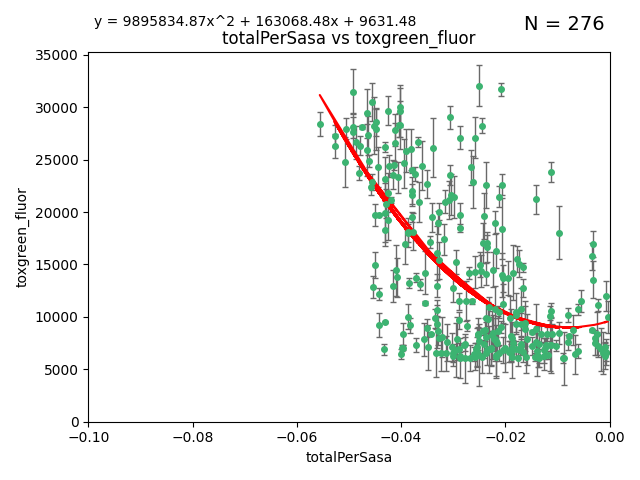 y = 9895834.87x^2 + 163068.48x + 9631.48
N = 276
totalPerSasa vs toxgreen_fluor
35000
30000
25000
20000
15000
10000
5000
0
toxgreen_fluor
−0.10 −0.08 −0.06 −0.04 −0.02 0.00
totalPerSasa